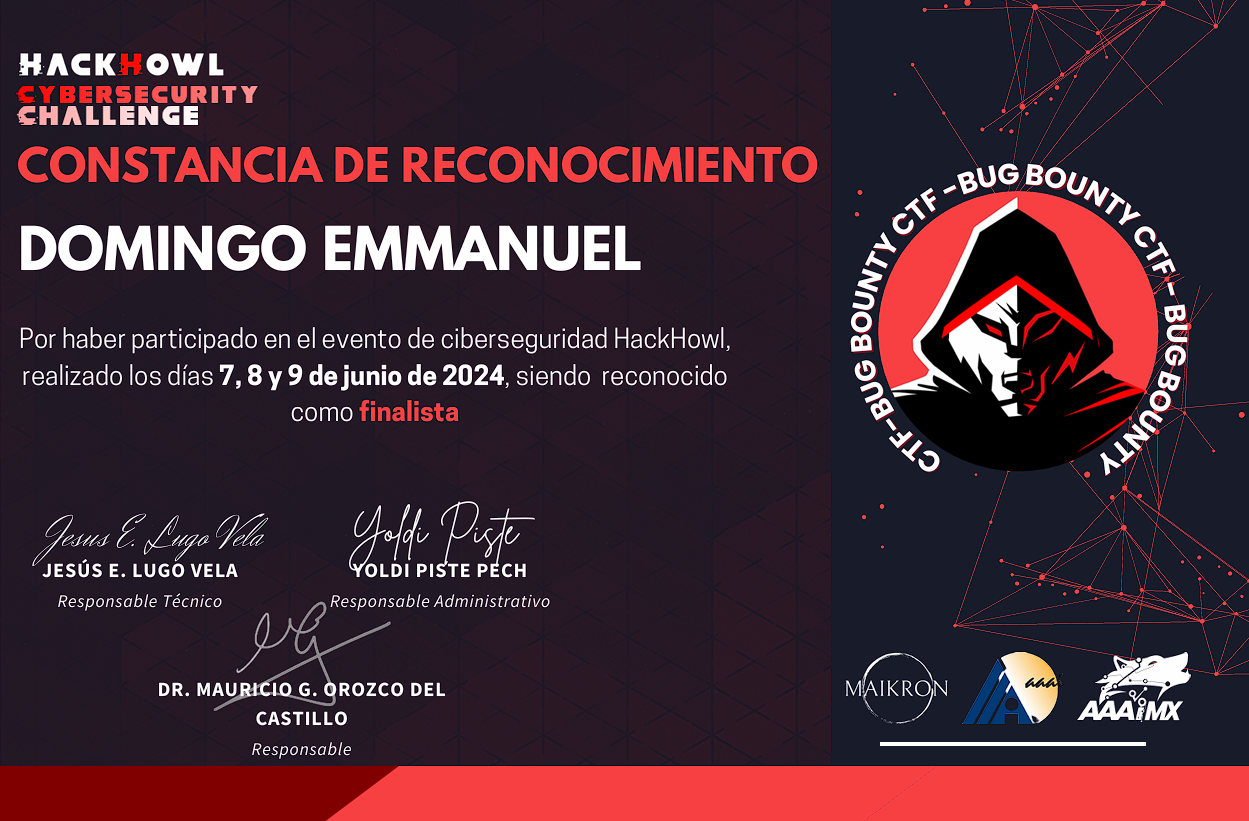 HACKHOWL
CYBERSECURITY
CHALLENGE
CONSTANCIA DE RECONOCIMIENTO
DOMINGO EMMANUEL
Por haber participado en el evento de ciberseguridad HackHowl,
realizado los días 7, 8 y 9 de junio de 2024, siendo reconocido
como finalista
Jesus E. Lugo Vela
JESÚS E. LUGO VELA
Responsable Técnico
Yoldi Piste
YOLDI PISTE PECH
Responsable Administrativo
DR. MAURICIO G. OROZCO DEL
CASTILLO
Responsable
CTF-BUG BOUNTY CTF -BUG BOUNTY CTF- BUG BOUNTY
MAIKRON
aaai
AAAIMX